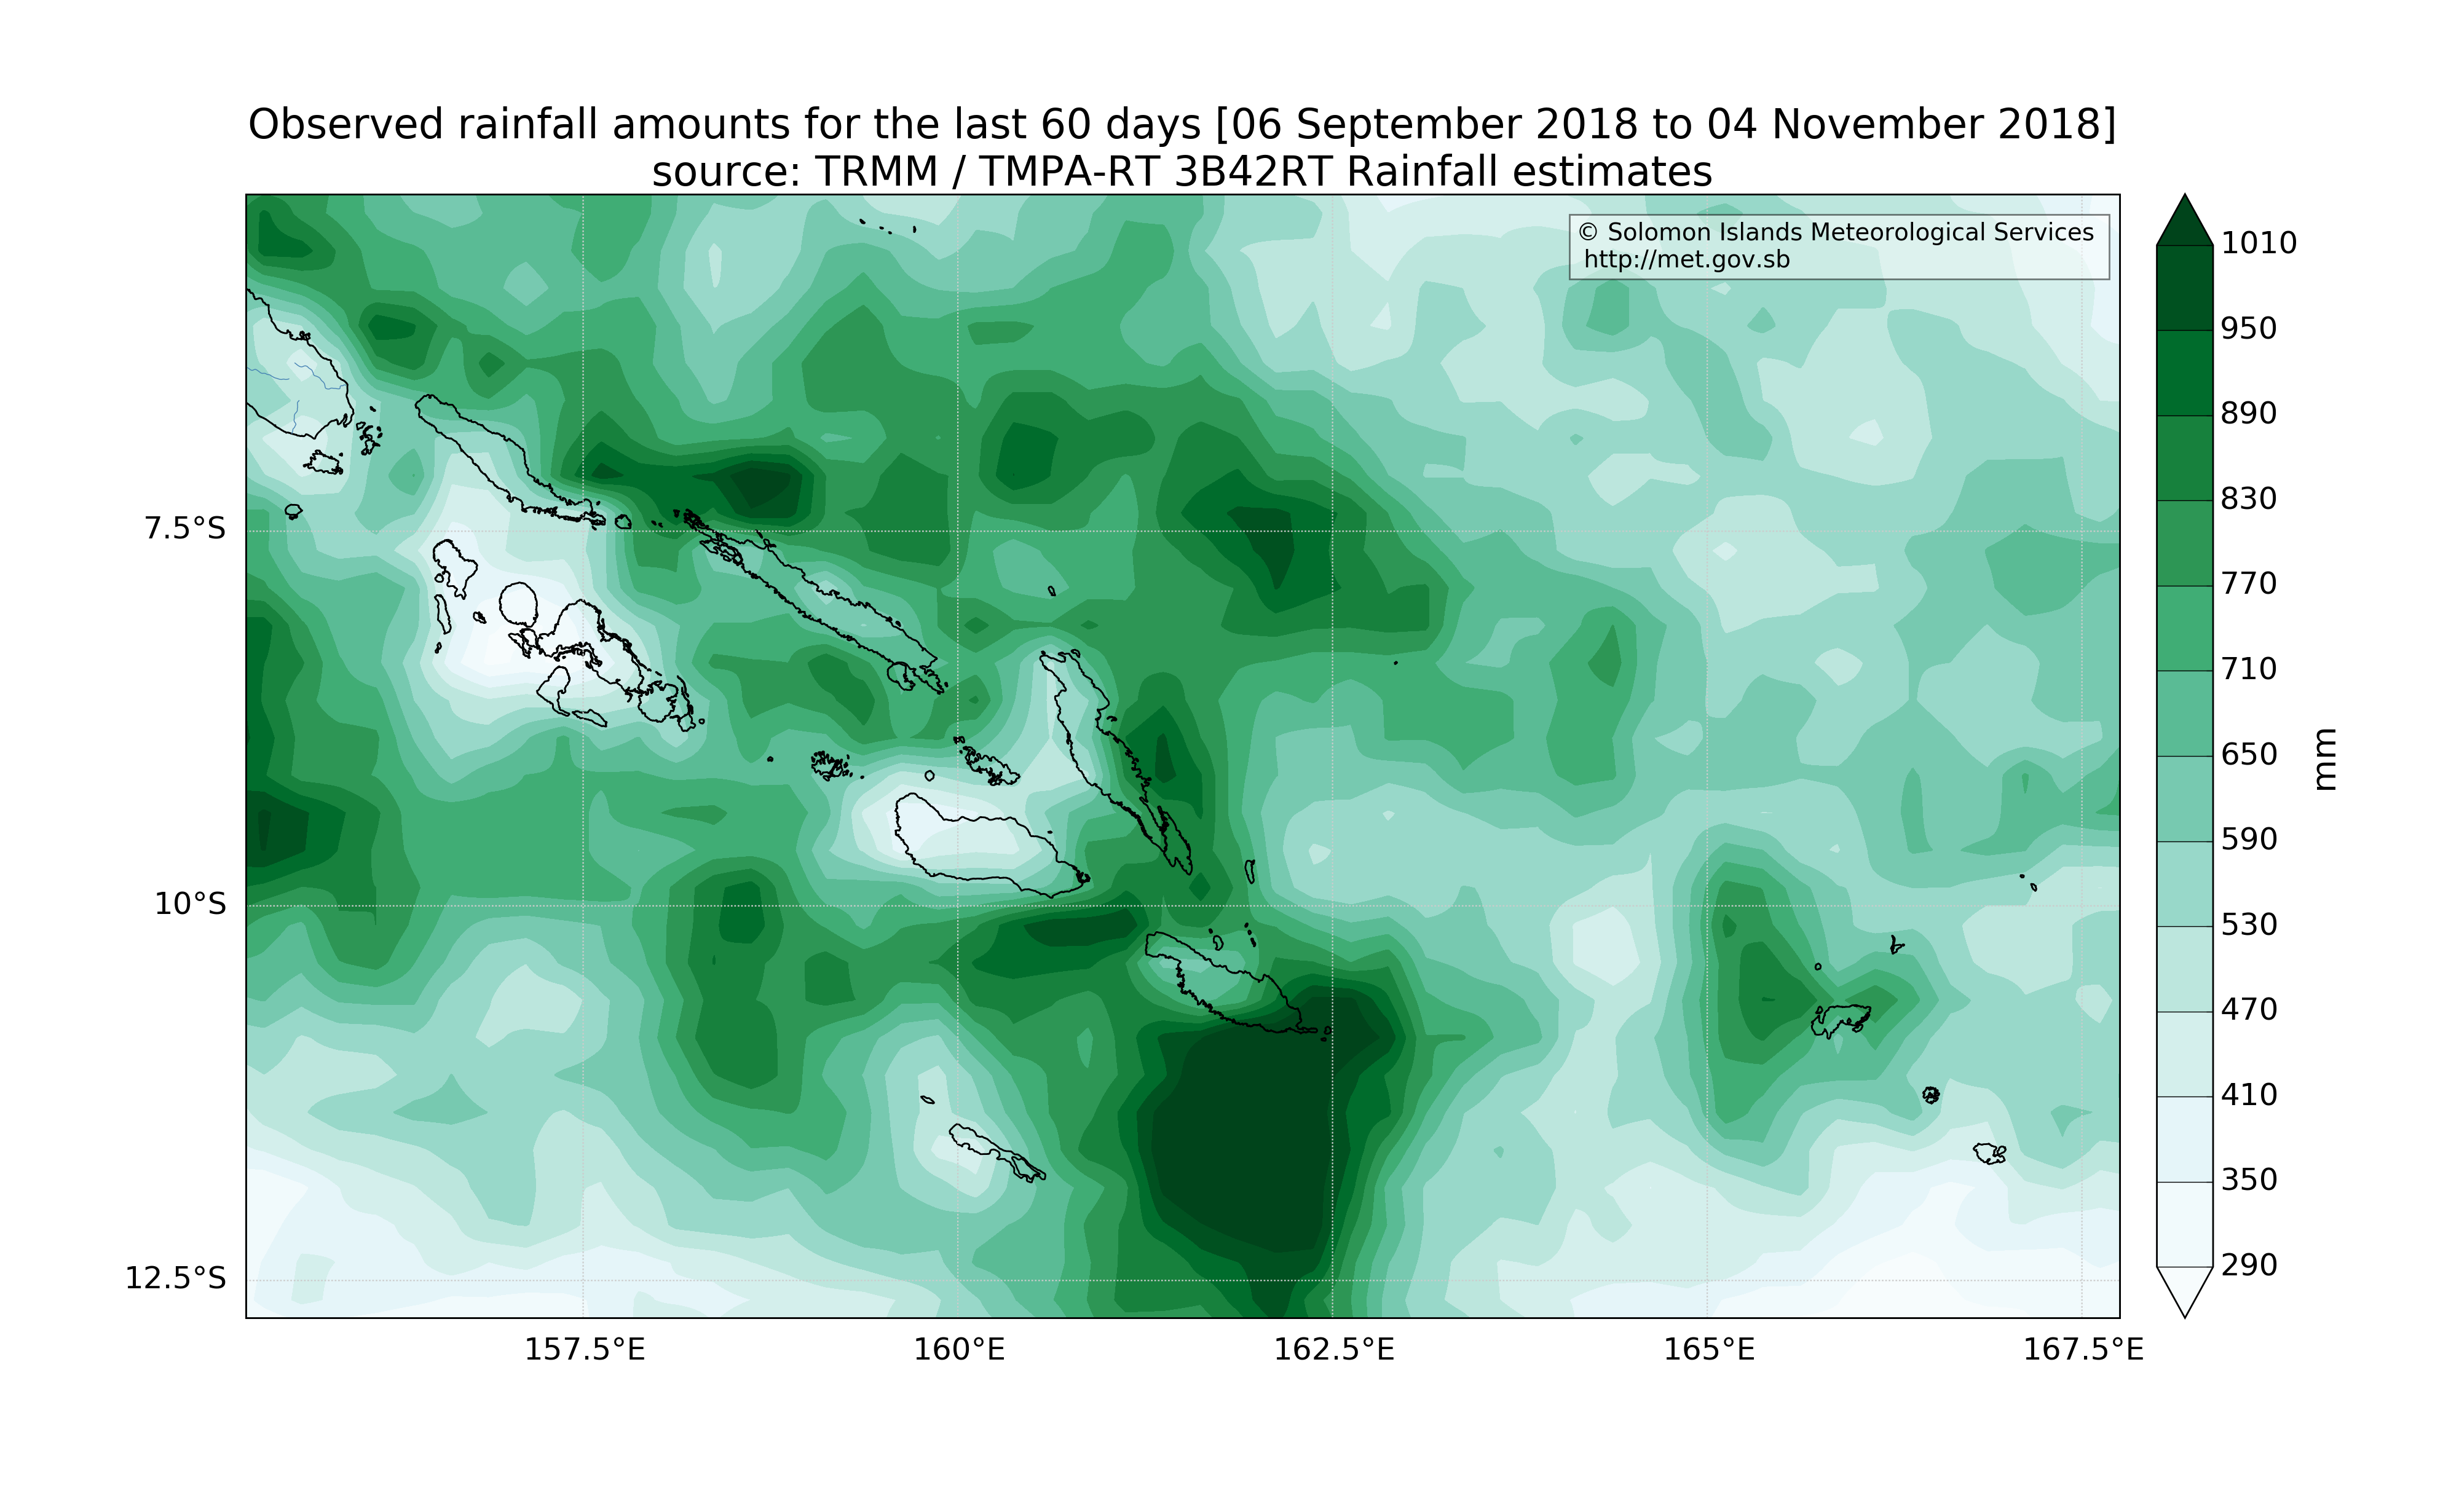 Observed rainfall amounts for the last 60 days [06 September 2018 to 04 November 2018]
source: TRMM / TMPA-RT 3B42RT Rainfall estimates
© Solomon Islands Meteorological Services
http://met.gov.sb
1010
950
890
830
770
710
650
590
530
470
410
350
290
mm
7.5°S
10°S
12.5°S
157.5°E
160°E
162.5°E
165°E
167.5°E